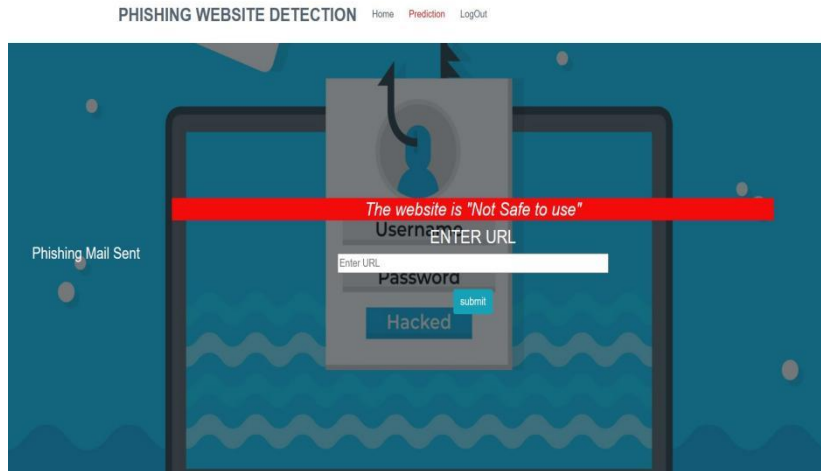 PHISHING WEBSITE DETECTION Home Prediction LogOut
The website is "Not Safe to use"
Username
ENTER URL
Phishing Mail Sent
Enter URL
Password
submit
Hacked